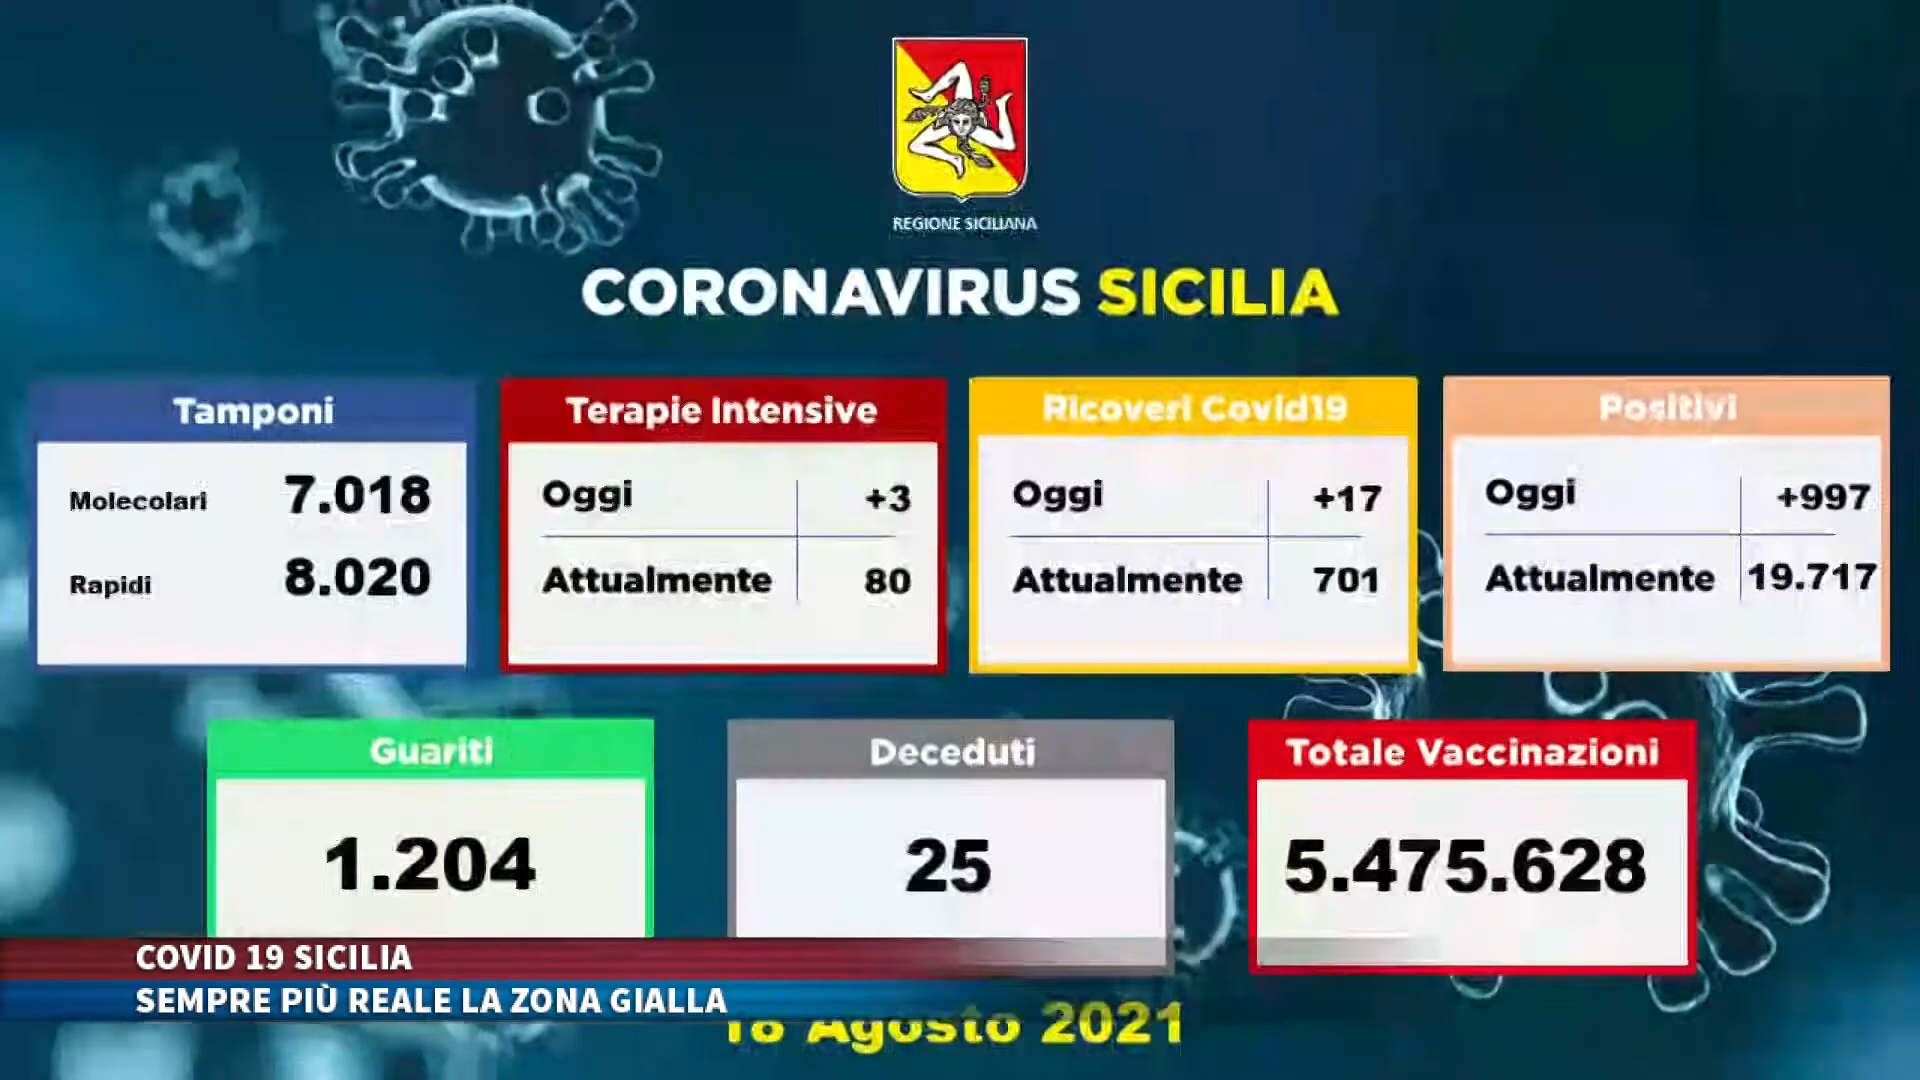 REGIONE SICILIANA
CORONAVIRUS SICILIA
Tamponi
Molecolari 7.018
Rapidi 8.020
Terapie Intensive
Oggi +3
Attualmente 80
Ricoveri Covid19
Oggi +17
Attualmente 701
Positivi
Oggi +997
Attualmente 19.717
Guariti
1.204
Deceduti
25
Totale Vaccinazioni
5.475.628
COVID 19 SICILIA
SEMPRE PIÙ REALE LA ZONA GIALLA
18 Agosto 2021